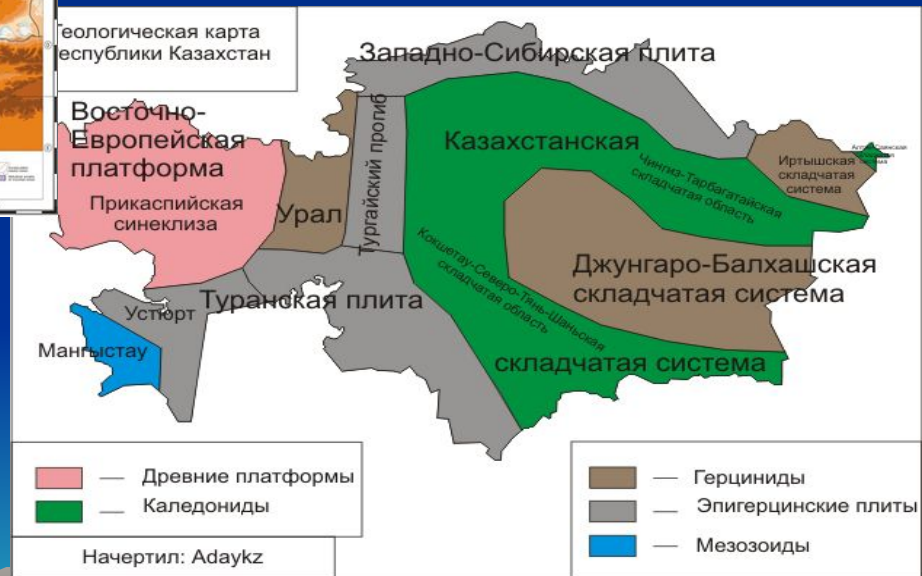 еологическая карта
еспублики Казахстан
Западно-Сибирская плита
Восточно-
Европейская
платформа
Прикаспийская
синеклиза
Урал
Тургайский прогиб
Казахстанская
Чингиз-Тарбагатайская
складчатая область
Иртышская
складчатая
система
Кокшетау-Северо-Тянь-Шаньская
складчатая область
Джунгаро-Балхашская
складчатая система
Туранская плита
Устюрт
Мангыстау
складчатая система
— Древние платформы
— Каледониды
Начертил: Adaykz
— Герциниды
— Эпигерцинские плиты
— Мезозоиды